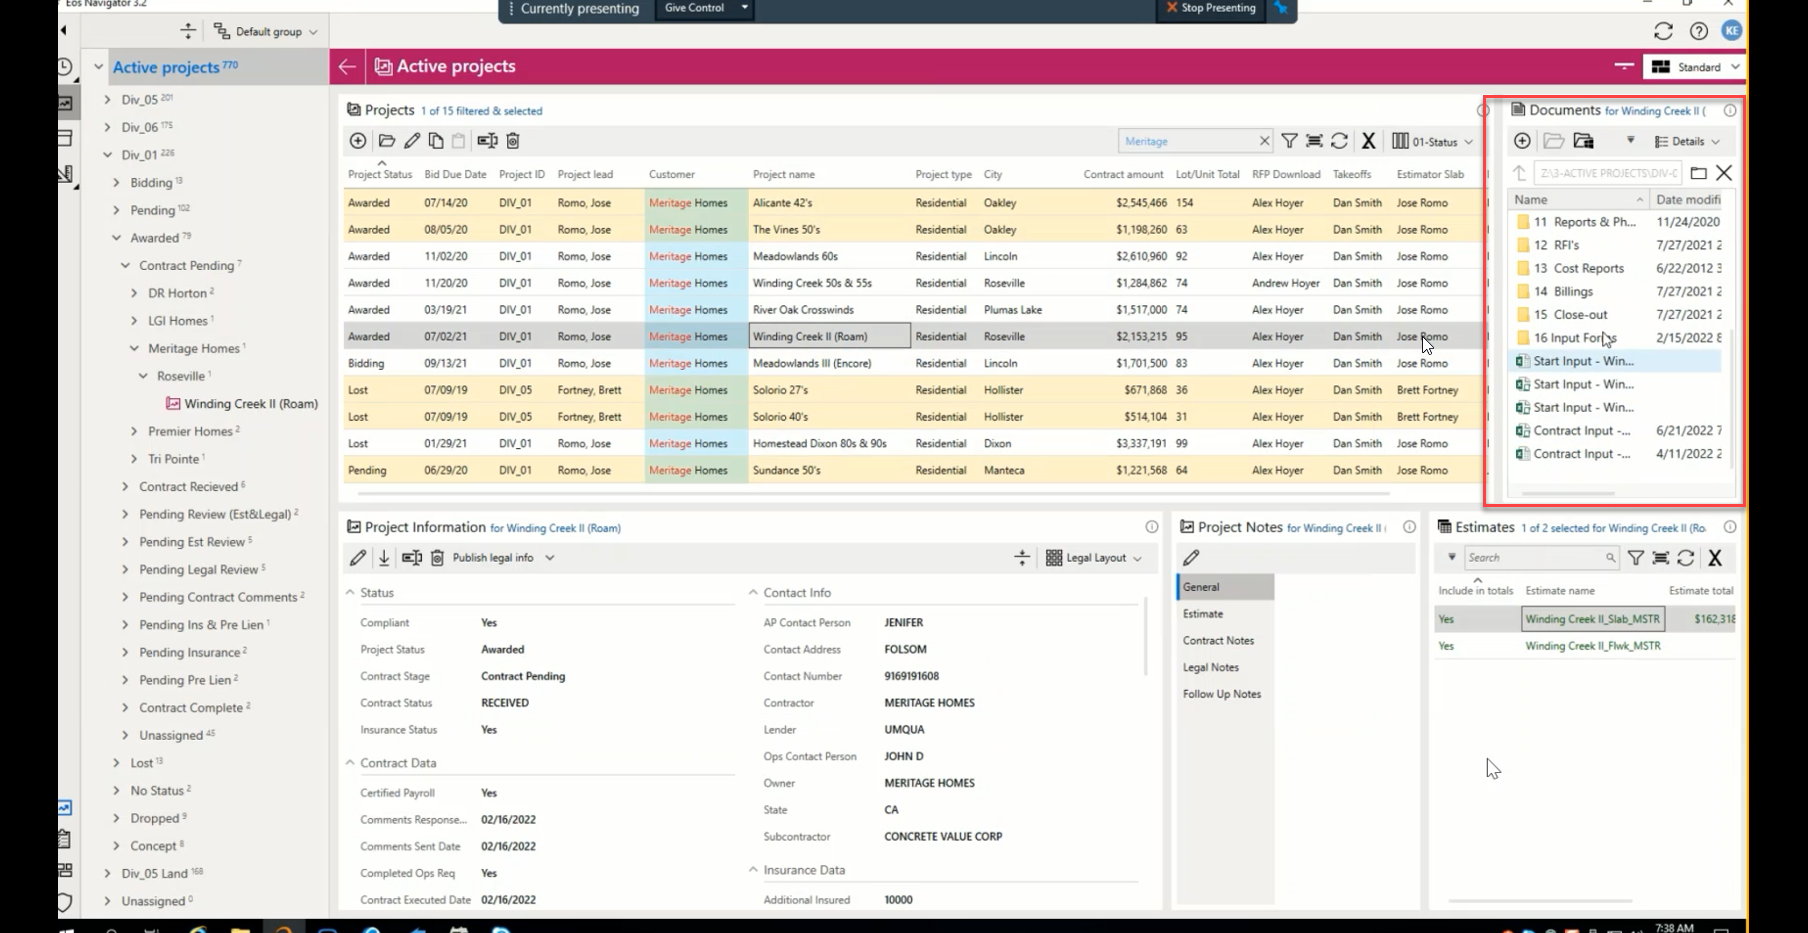 Eos Navigator 3.2
Currently presenting
Give Control
Stop Presenting
Default group
KE
Active projects 770
Active projects
Standard
Div_05 201
Div_06 175
Div_01 226
Bidding 13
Pending 102
Awarded 79
Contract Pending 7
DR Horton 2
LGI Homes 1
Meritage Homes 1
Roseville 1
Winding Creek II (Roam)
Premier Homes 2
Tri Pointe 1
Contract Recieved 6
Pending Review (Est&Legal) 2
Pending Est Review 5
Pending Legal Review 5
Pending Contract Comments 2
Pending Ins & Pre Lien 1
Pending Insurance 2
Pending Pre Lien 2
Contract Complete 2
Unassigned 45
Lost 13
No Status 2
Dropped 9
Concept 8
Div_05 Land 168
Unassigned 0
Projects 1 of 15 filtered & selected
Meritage
01-Status
Project Status Bid Due Date Project ID Project lead Customer Project name Project type City Contract amount Lot/Unit Total RFP Download Takeoffs Estimator Slab
Awarded 07/14/20 DIV_01 Romo, Jose Meritage Homes Alicante 42's Residential Oakley $2,545,466 154 Alex Hoyer Dan Smith Jose Romo
Awarded 08/05/20 DIV_01 Romo, Jose Meritage Homes The Vines 50's Residential Oakley $1,198,260 63 Alex Hoyer Dan Smith Jose Romo
Awarded 11/02/20 DIV_01 Romo, Jose Meritage Homes Meadowlands 60s Residential Lincoln $2,610,960 92 Alex Hoyer Dan Smith Jose Romo
Awarded 11/20/20 DIV_01 Romo, Jose Meritage Homes Winding Creek 50s & 55s Residential Roseville $1,284,862 74 Andrew Hoyer Dan Smith Jose Romo
Awarded 03/19/21 DIV_01 Romo, Jose Meritage Homes River Oak Crosswinds Residential Plumas Lake $1,517,000 74 Alex Hoyer Dan Smith Jose Romo
Awarded 07/02/21 DIV_01 Romo, Jose Meritage Homes Winding Creek II (Roam) Residential Roseville $2,153,215 95 Alex Hoyer Dan Smith Jose Romo
Bidding 09/13/21 DIV_01 Romo, Jose Meritage Homes Meadowlands III (Encore) Residential Lincoln $1,701,500 83 Alex Hoyer Dan Smith Jose Romo
Lost 07/09/19 DIV_05 Fortney, Brett Meritage Homes Solorio 27's Residential Hollister $671,868 36 Alex Hoyer Dan Smith Brett Fortney
Lost 07/09/19 DIV_05 Fortney, Brett Meritage Homes Solorio 40's Residential Hollister $514,104 31 Alex Hoyer Dan Smith Brett Fortney
Lost 01/29/21 DIV_01 Romo, Jose Meritage Homes Homestead Dixon 80s & 90s Residential Dixon $3,337,191 99 Alex Hoyer Dan Smith Jose Romo
Pending 06/29/20 DIV_01 Romo, Jose Meritage Homes Sundance 50's Residential Manteca $1,221,568 64 Alex Hoyer Dan Smith Jose Romo
Documents for Winding Creek II (
Details
Z:\3-ACTIVE PROJECTS\DIV-0
Name Date modifi
11 Reports & Ph... 11/24/2020
12 RFI's 7/27/2021 2
13 Cost Reports 6/22/2012 3
14 Billings 7/27/2021 2
15 Close-out 7/27/2021 2
16 Input Forms 2/15/2022 8
Start Input - Win...
Start Input - Win...
Start Input - Win...
Contract Input -... 6/21/2022 7
Contract Input -... 4/11/2022 2
Project Information for Winding Creek II (Roam)
Publish legal info
Legal Layout
Status
Compliant Yes
Project Status Awarded
Contract Stage Contract Pending
Contract Status RECEIVED
Insurance Status Yes
Contract Data
Certified Payroll Yes
Comments Response... 02/16/2022
Comments Sent Date 02/16/2022
Completed Ops Req Yes
Contract Executed Date 02/16/2022
Contact Info
AP Contact Person JENIFER
Contact Address FOLSOM
Contact Number 9169191608
Contractor MERITAGE HOMES
Lender UMQUA
Ops Contact Person JOHN D
Owner MERITAGE HOMES
State CA
Subcontractor CONCRETE VALUE CORP
Insurance Data
Additional Insured 10000
Project Notes for Winding Creek II (
General
Estimate
Contract Notes
Legal Notes
Follow Up Notes
Estimates 1 of 2 selected for Winding Creek II (Ro
Search
Include in totals Estimate name Estimate total
Yes Winding Creek II_Slab_MSTR $162,318
Yes Winding Creek II_Flwk_MSTR
7:38 AM